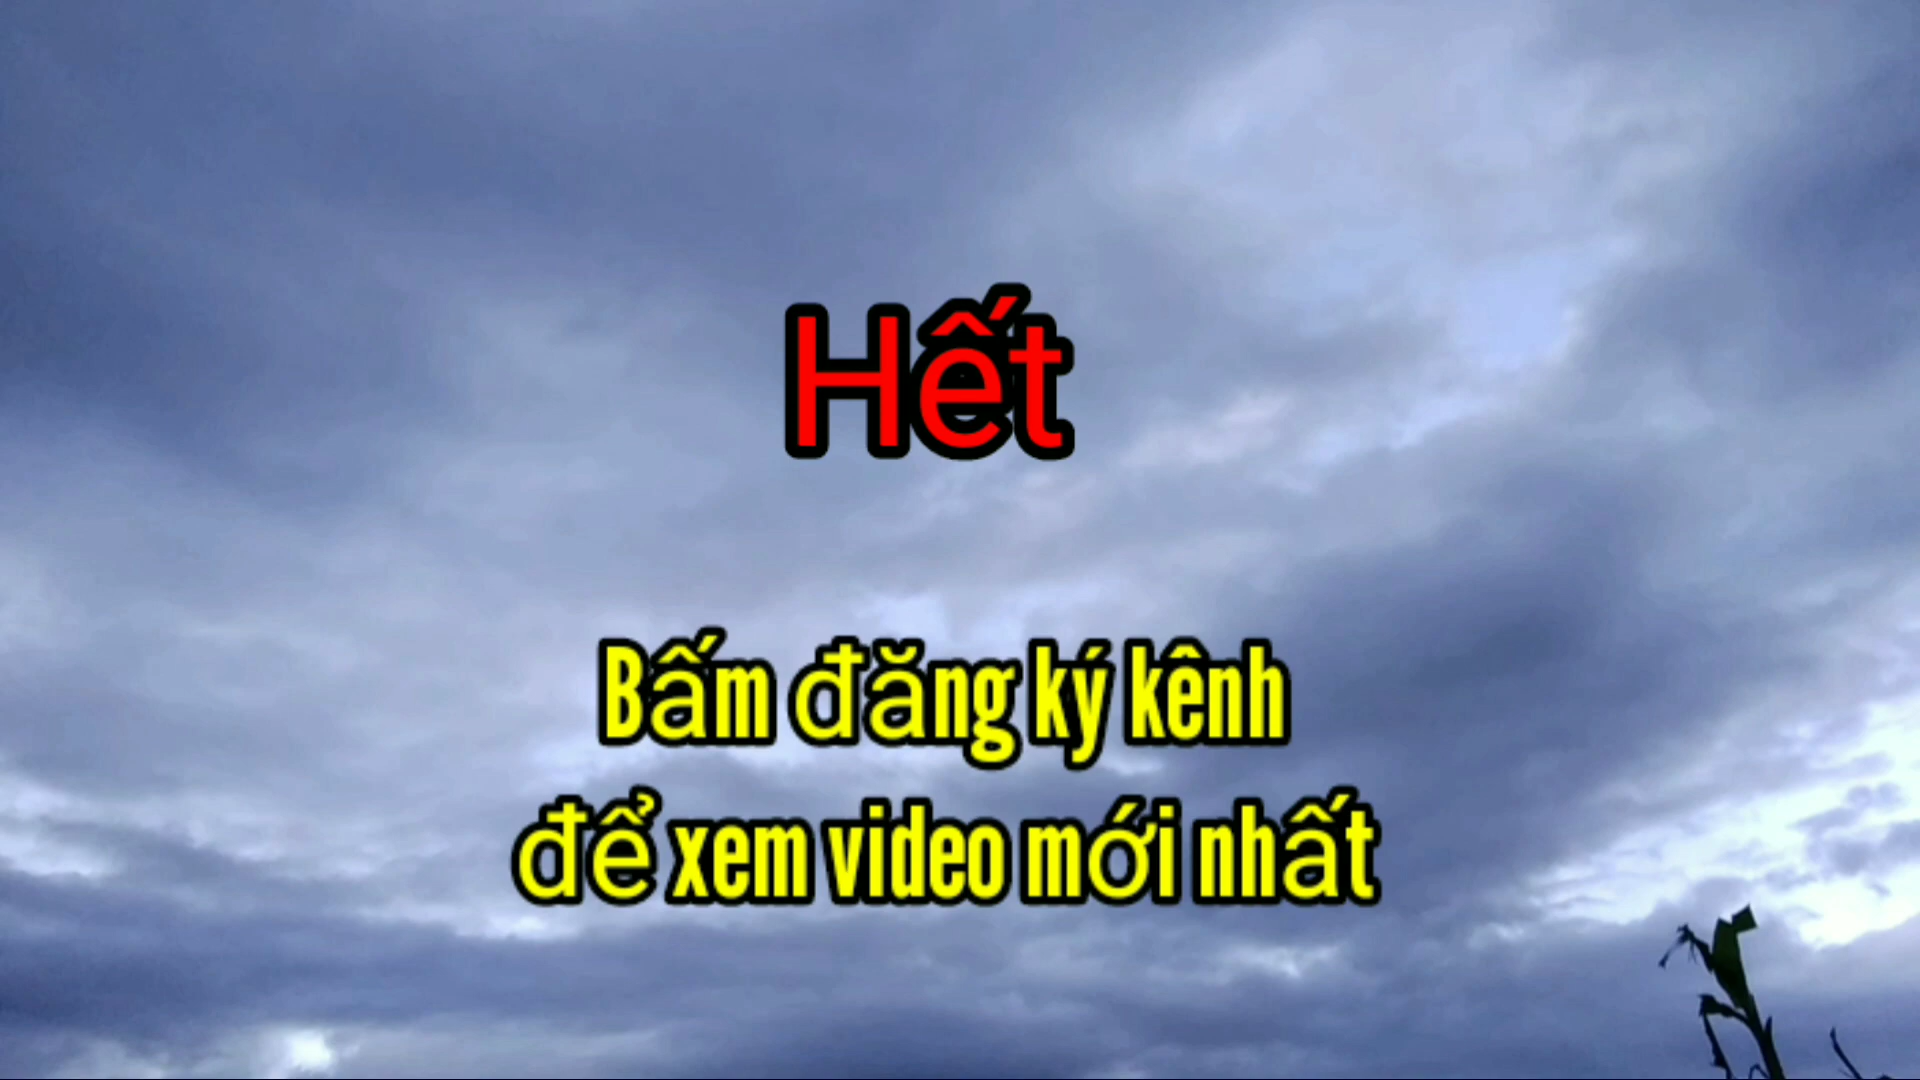 Hết
Bấm đăng ký kênh
để xem video mới nhất